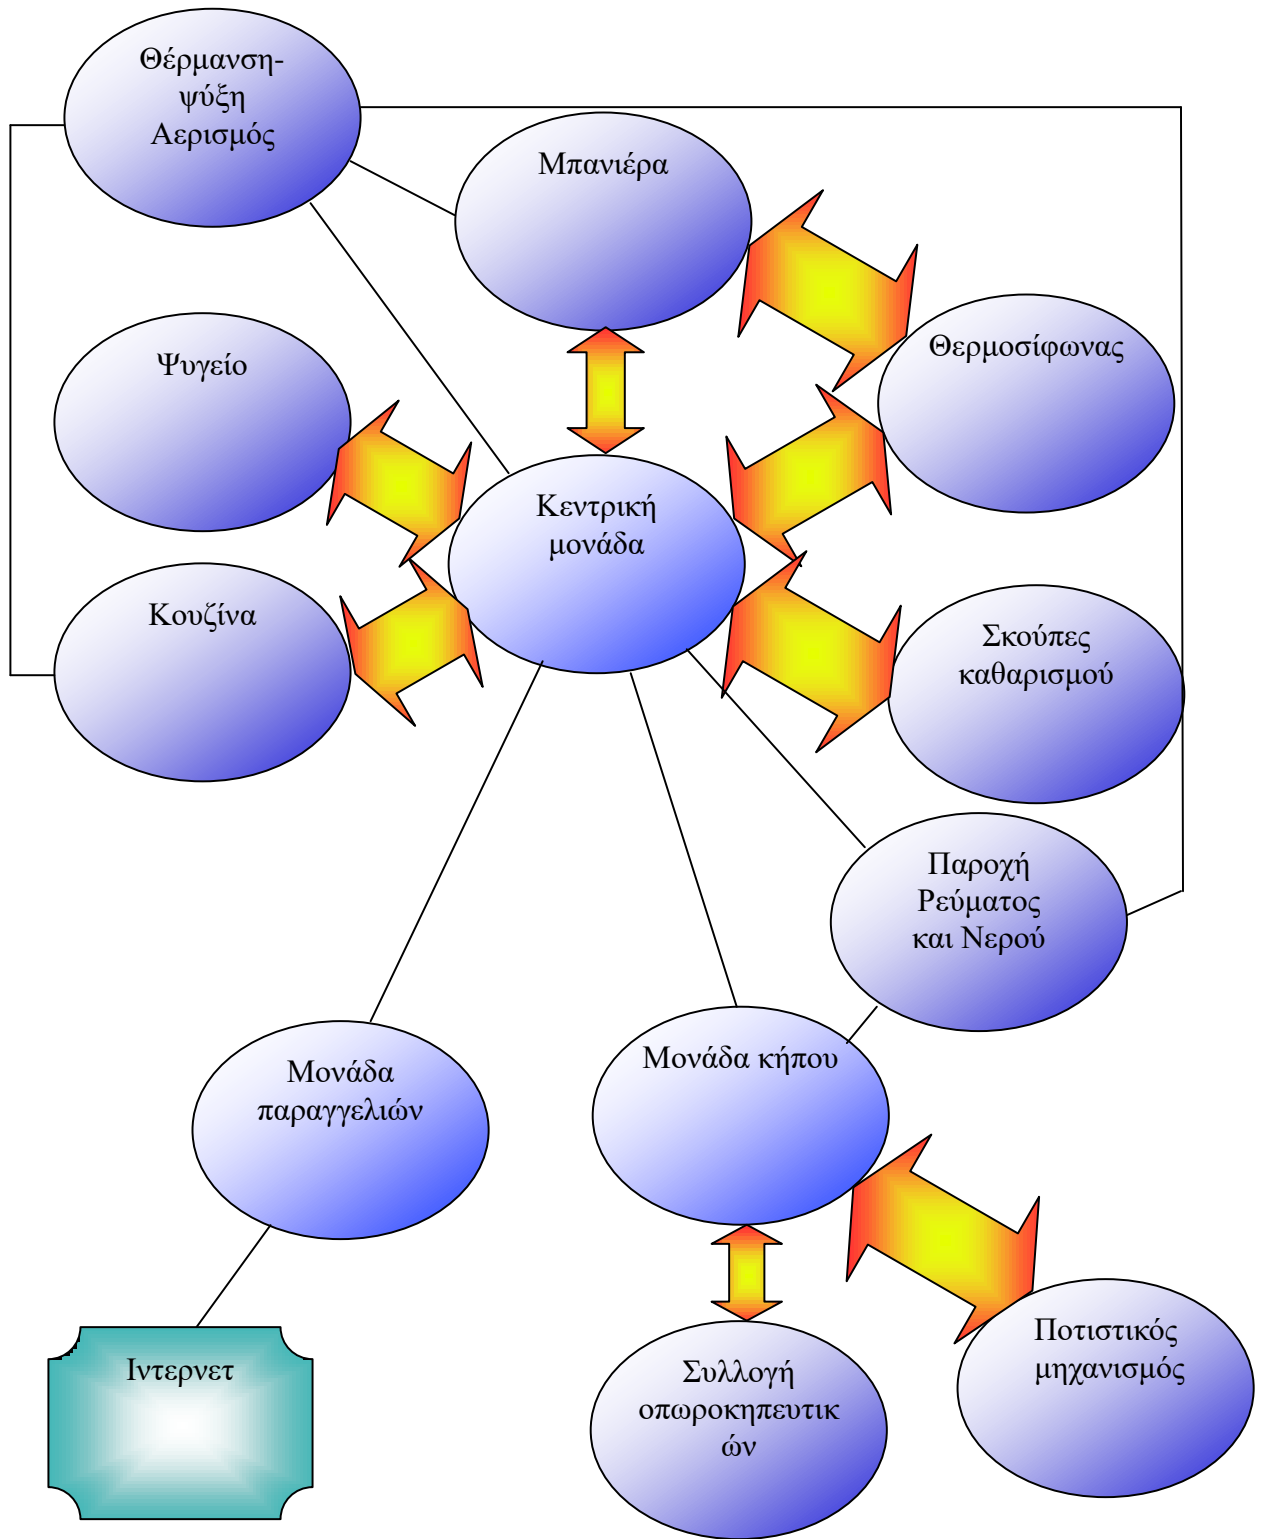 Θέρμανση-
ψύξη
Αερισμός
Μπανιέρα
Θερμοσίφωνας
Ψυγείο
Κεντρική
μονάδα
Κουζίνα
Σκούπες
καθαρισμού
Παροχή
Ρεύματος
και Νερού
Μονάδα
παραγγελιών
Μονάδα κήπου
Ιντερνετ
Συλλογή
οπωροκηπευτικ
ών
Ποτιστικός
μηχανισμός